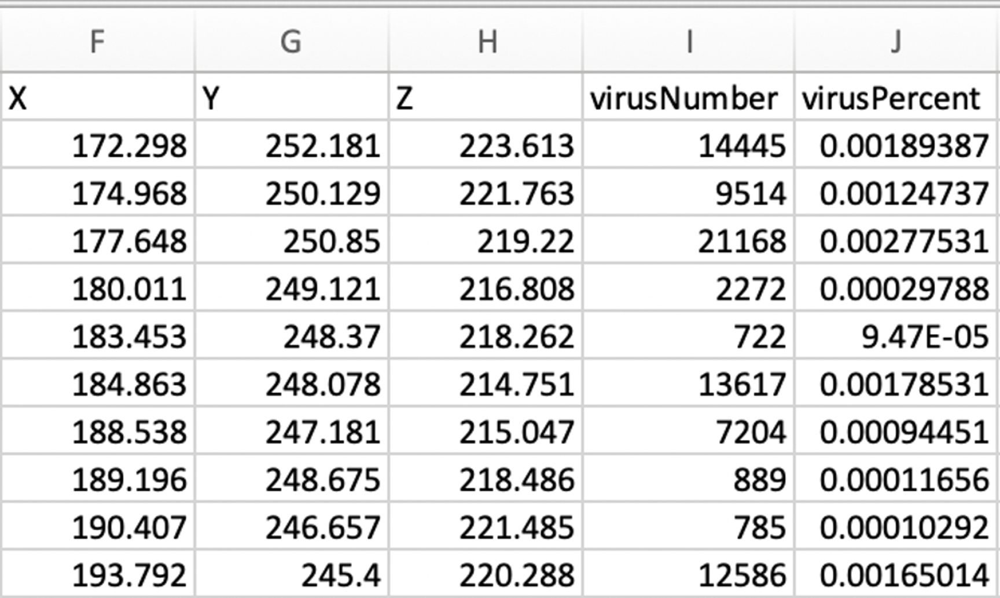 F G H I J
X Y Z virusNumber virusPercent
172.298 252.181 223.613 14445 0.00189387
174.968 250.129 221.763 9514 0.00124737
177.648 250.85 219.22 21168 0.00277531
180.011 249.121 216.808 2272 0.00029788
183.453 248.37 218.262 722 9.47E-05
184.863 248.078 214.751 13617 0.00178531
188.538 247.181 215.047 7204 0.00094451
189.196 248.675 218.486 889 0.00011656
190.407 246.657 221.485 785 0.00010292
193.792 245.4 220.288 12586 0.00165014